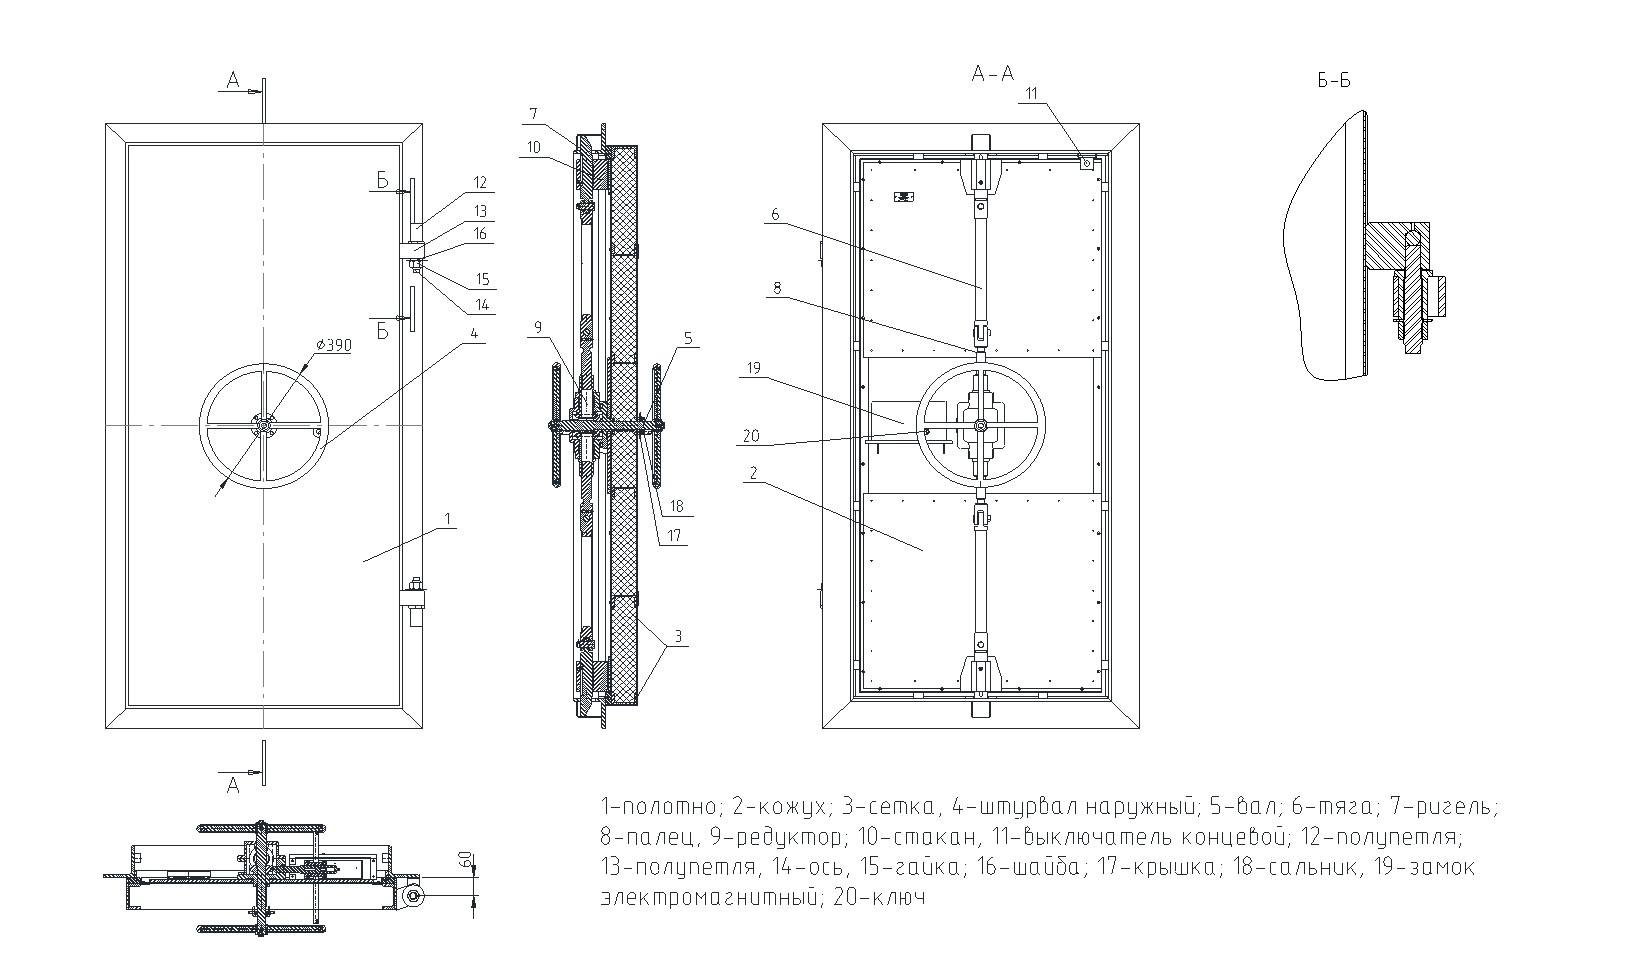 А
А-А
Б-Б
11
7
10
Б
12
13
16
6
15
14
8
Б
9
4
5
⌀390
19
20
2
18
1
17
3
А
60
1-полотно; 2-кожух; 3-сетка, 4-штурвал наружный; 5-вал; 6-тяга; 7-ригель;
8-палец, 9-редуктор; 10-стакан, 11-выключатель концевой; 12-полупетля;
13-полупетля, 14-ось, 15-гайка; 16-шайба; 17-крышка; 18-сальник, 19-замок
электромагнитный; 20-ключ